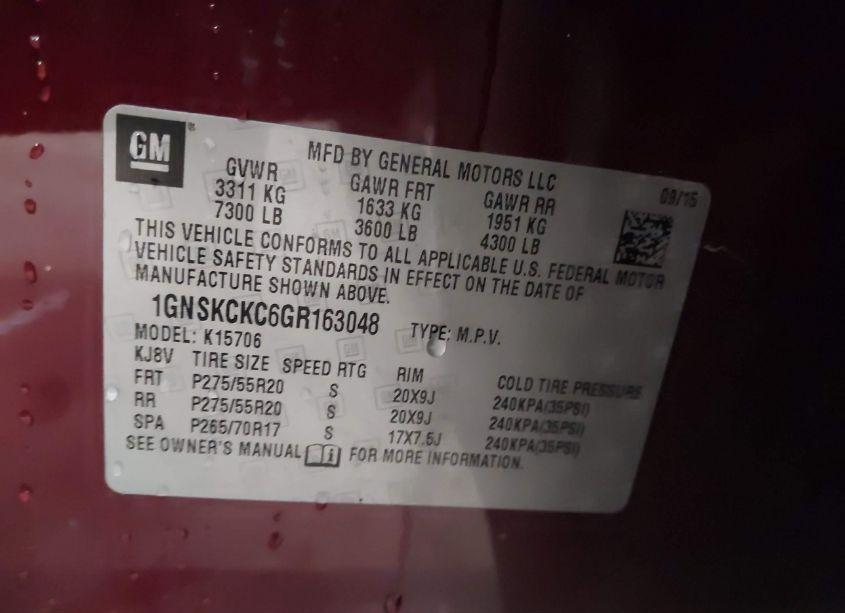 GM
MFD BY GENERAL MOTORS LLC
09/15
GVWR GAWR FRT GAWR RR
3311 KG 1633 KG 1951 KG
7300 LB 3600 LB 4300 LB
THIS VEHICLE CONFORMS TO ALL APPLICABLE U.S. FEDERAL MOTOR
VEHICLE SAFETY STANDARDS IN EFFECT ON THE DATE OF
MANUFACTURE SHOWN ABOVE.
1GNSKCKC6GR163048 TYPE: M.P.V.
MODEL: K15706
KJ8V TIRE SIZE SPEED RTG RIM COLD TIRE PRESSURE
FRT P275/55R20 S 20X9J 240KPA(35PSI)
RR P275/55R20 S 20X9J 240KPA(35PSI)
SPA P265/70R17 S 17X7.5J 240KPA(35PSI)
SEE OWNER'S MANUAL FOR MORE INFORMATION.